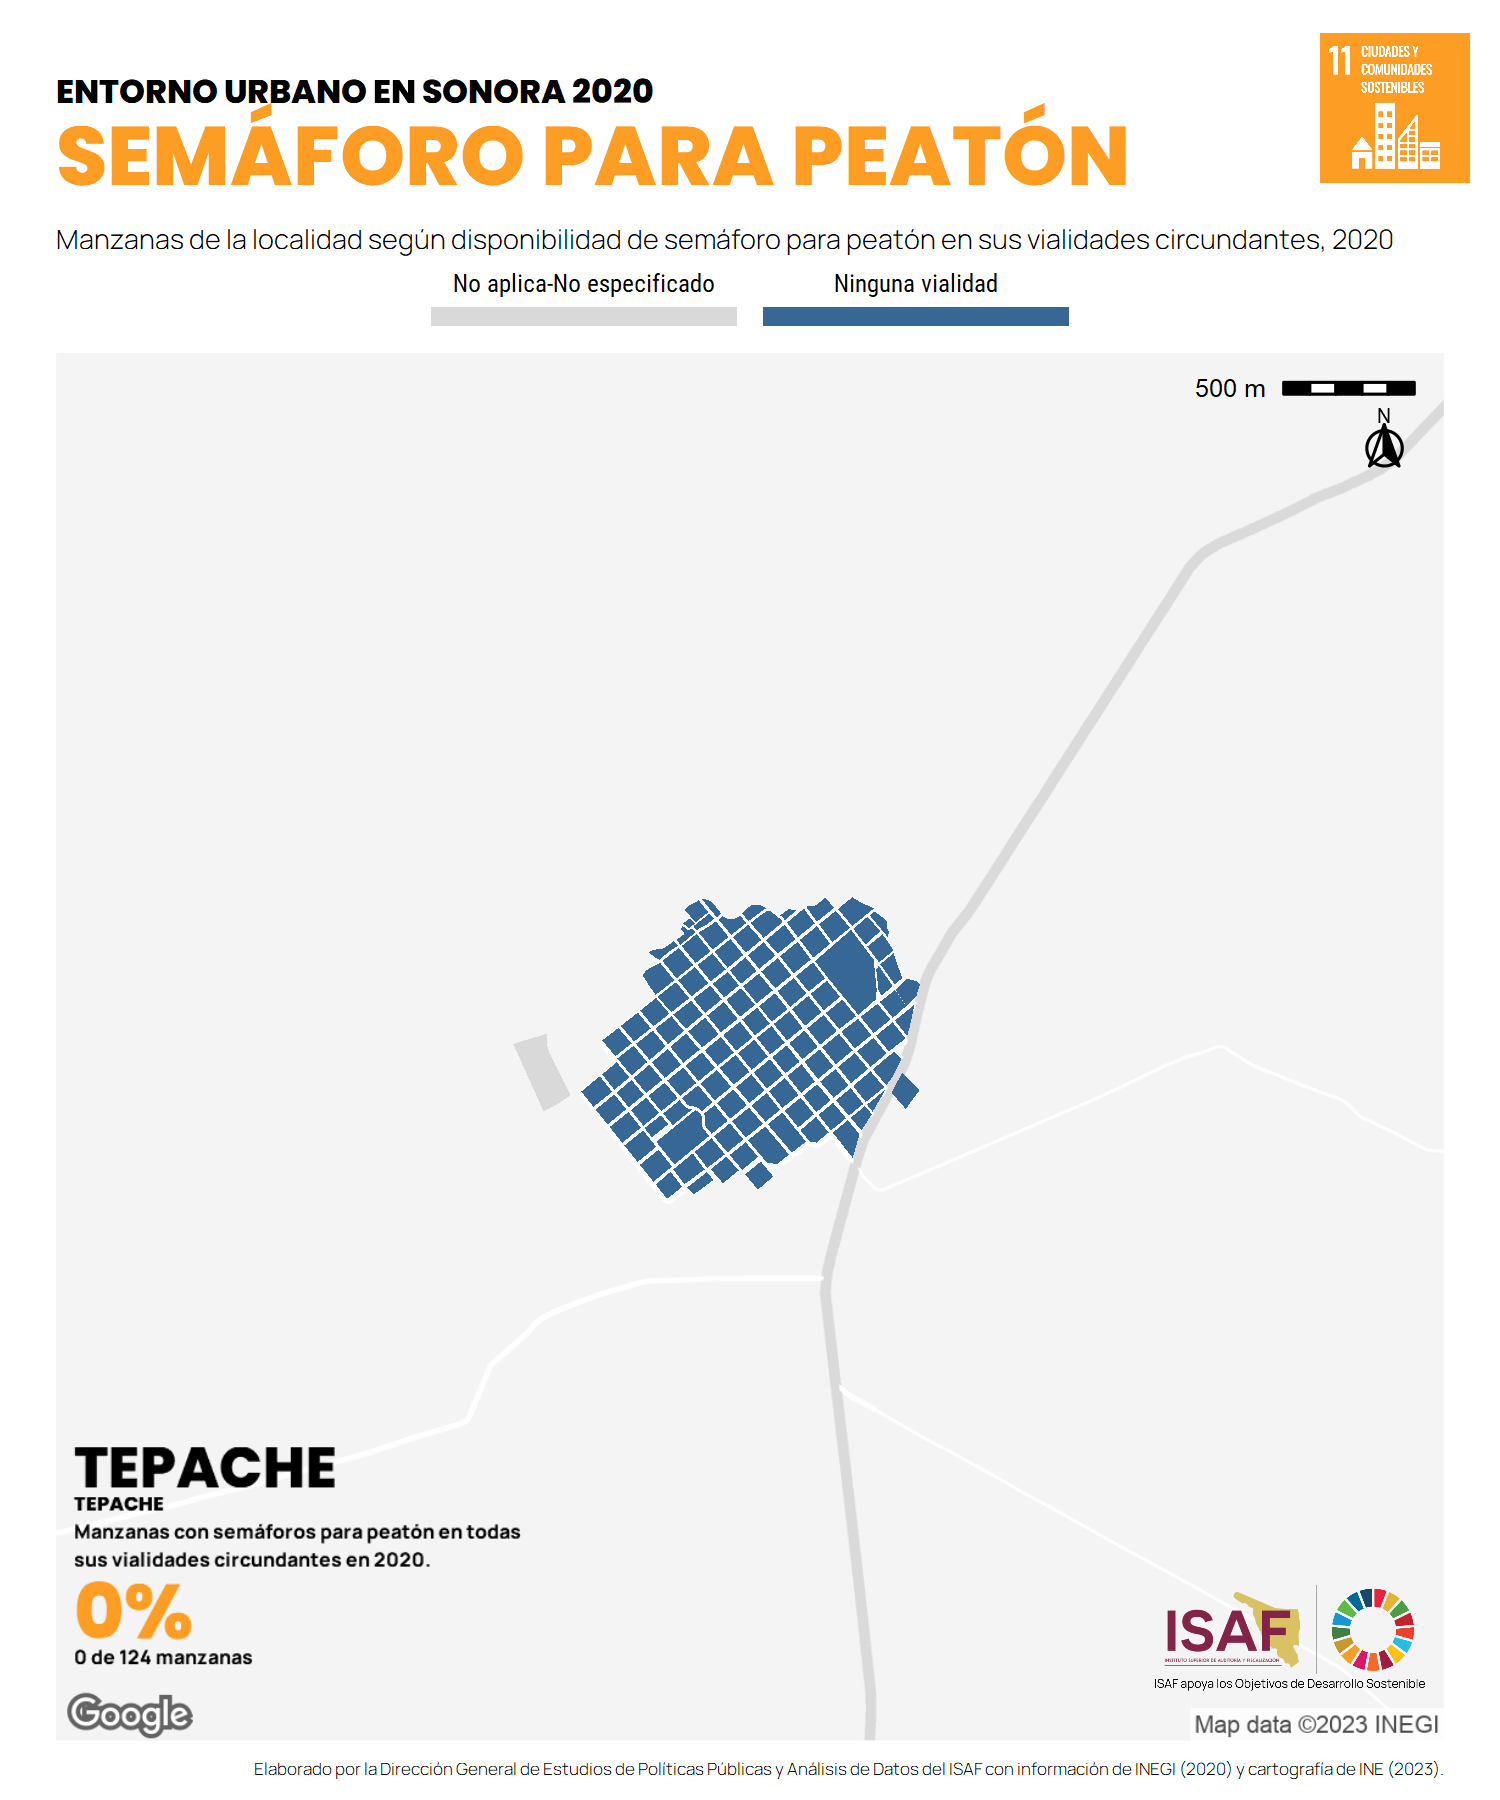 ENTORNO URBANO EN SONORA 2020
SEMÁFORO PARA PEATÓN
11 CIUDADES Y
COMUNIDADES
SOSTENIBLES
Manzanas de la localidad según disponibilidad de semáforo para peatón en sus vialidades circundantes, 2020
No aplica-No especificado
Ninguna vialidad
500 m
N
TEPACHE
TEPACHE
Manzanas con semáforos para peatón en todas
sus vialidades circundantes en 2020.
0%
0 de 124 manzanas
Google
ISAF
INSTITUTO SUPERIOR DE AUDITORÍA Y FISCALIZACIÓN
ISAF apoya los Objetivos de Desarrollo Sostenible
Map data ©2023 INEGI
Elaborado por la Dirección General de Estudios de Políticas Públicas y Análisis de Datos del ISAF con información de INEGI (2020) y cartografía de INE (2023).